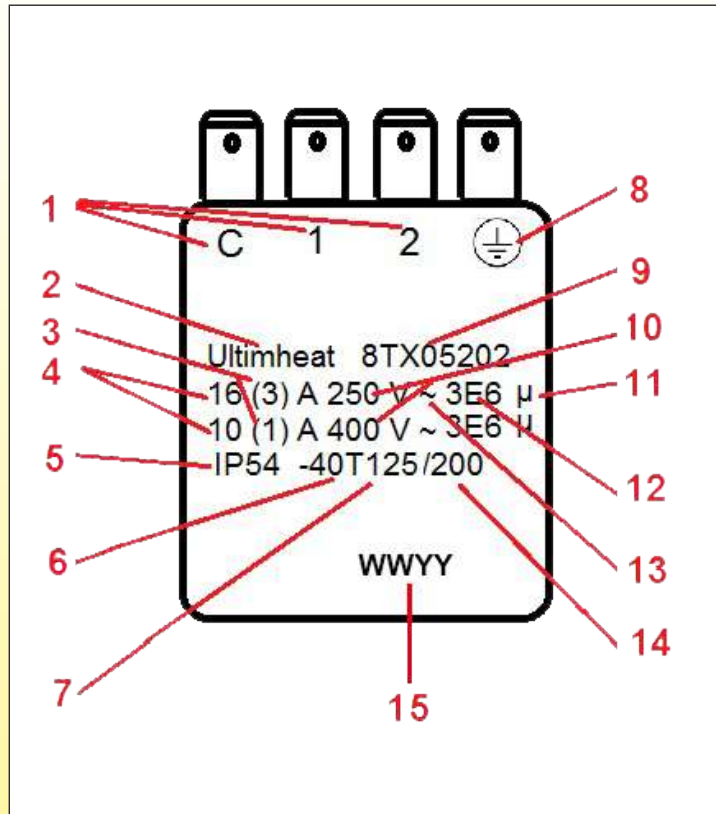 1 C 1 2 8
2 9
3 Ultimheat 8TX05202 10
4 16 (3) A 250 V ~ 3E6 µ 11
10 (1) A 400 V ~ 3E6 µ
5 IP54 -40T125/200 12
6 WWYY 13
7 14
15